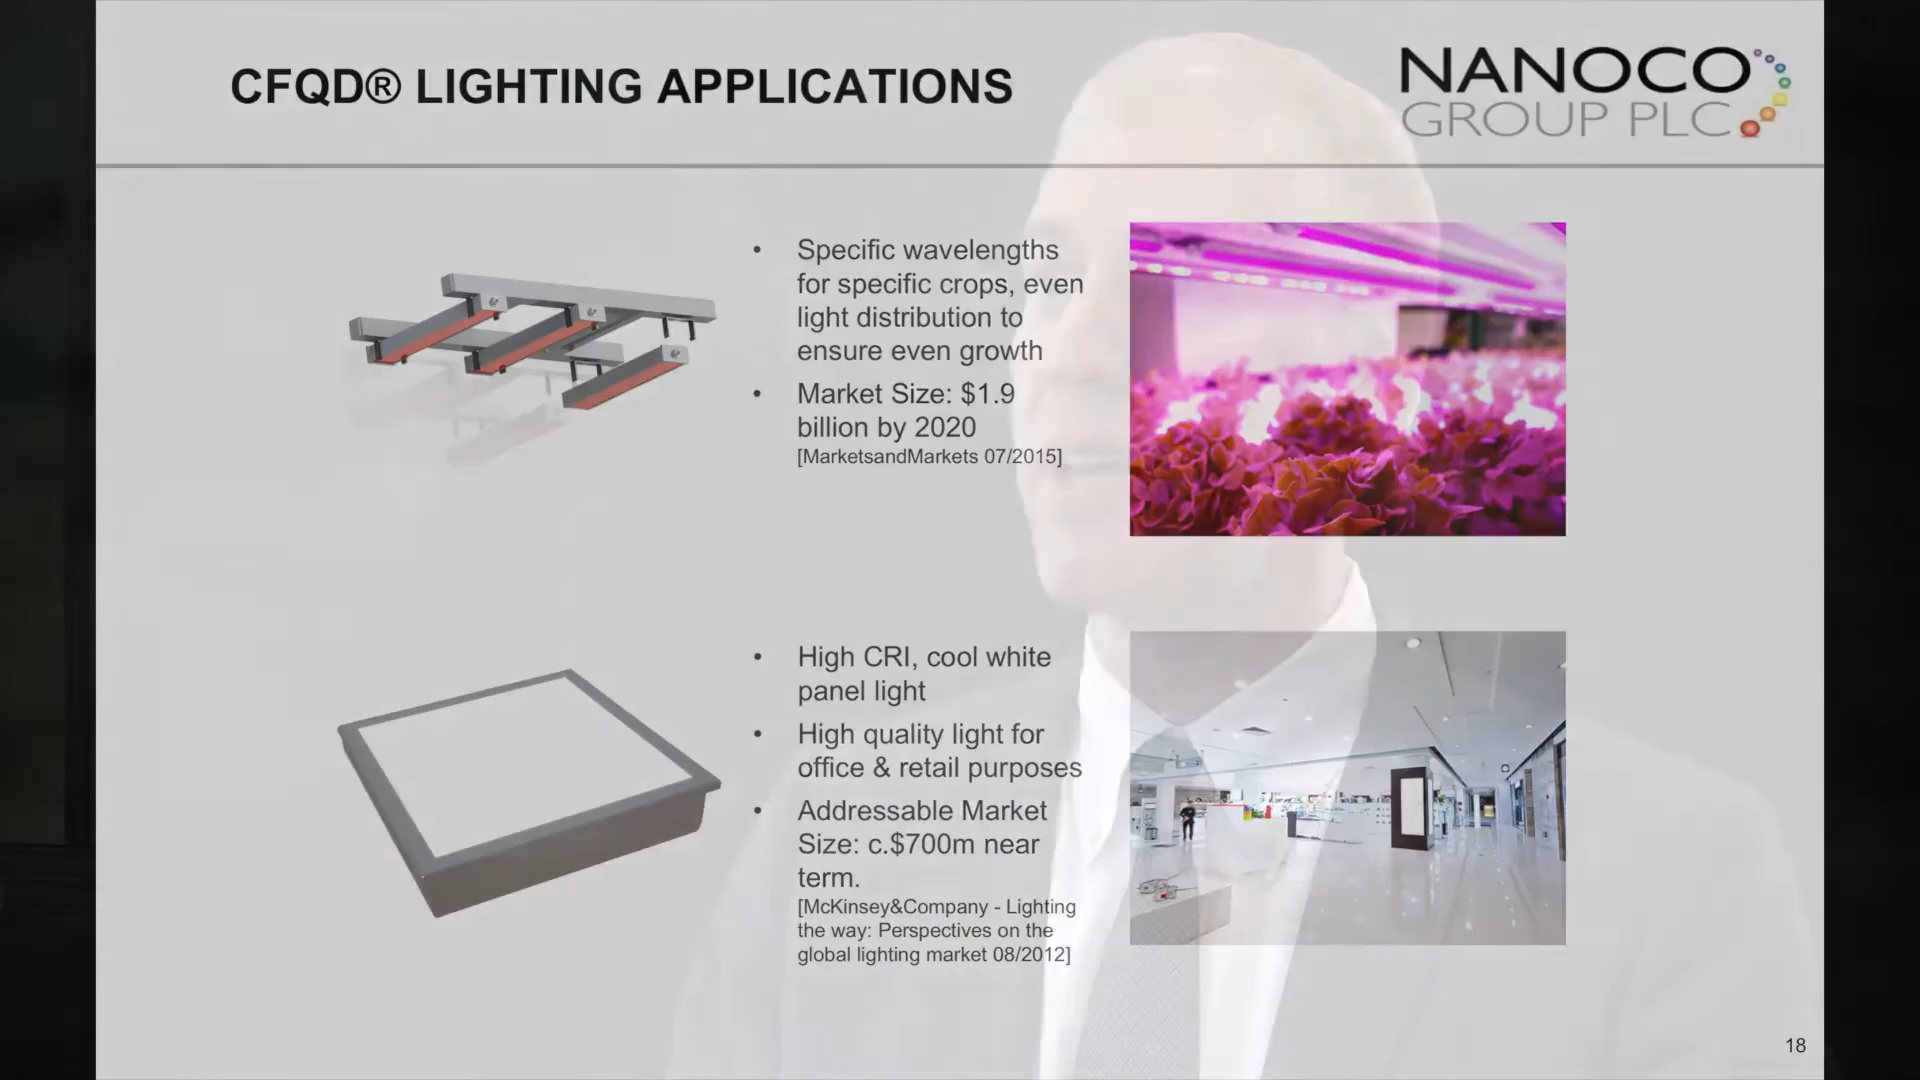 CFQD® LIGHTING APPLICATIONS
NANOCO
GROUP PLC
• Specific wavelengths
for specific crops, even
light distribution to
ensure even growth
• Market Size: $1.9
billion by 2020
[MarketsandMarkets 07/2015]
• High CRI, cool white
panel light
• High quality light for
office & retail purposes
• Addressable Market
Size: c.$700m near
term.
[McKinsey&Company - Lighting
the way: Perspectives on the
global lighting market 08/2012]
18